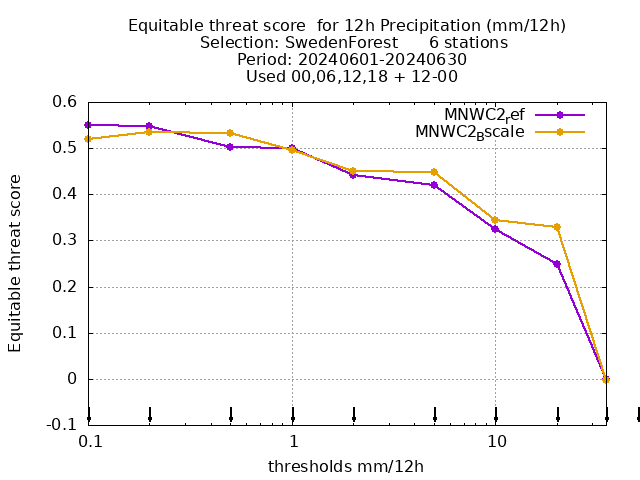 Equitable threat score  for 12h Precipitation (mm/12h)
Selection: SwedenForest      6 stations
Period: 20240601-20240630
Used 00,06,12,18 + 12-00
MNWC2_ref
MNWC2_Bscale
0.6
0.5
0.4
0.3
0.2
0.1
0
-0.1
Equitable threat score
0.1 1 10
thresholds mm/12h